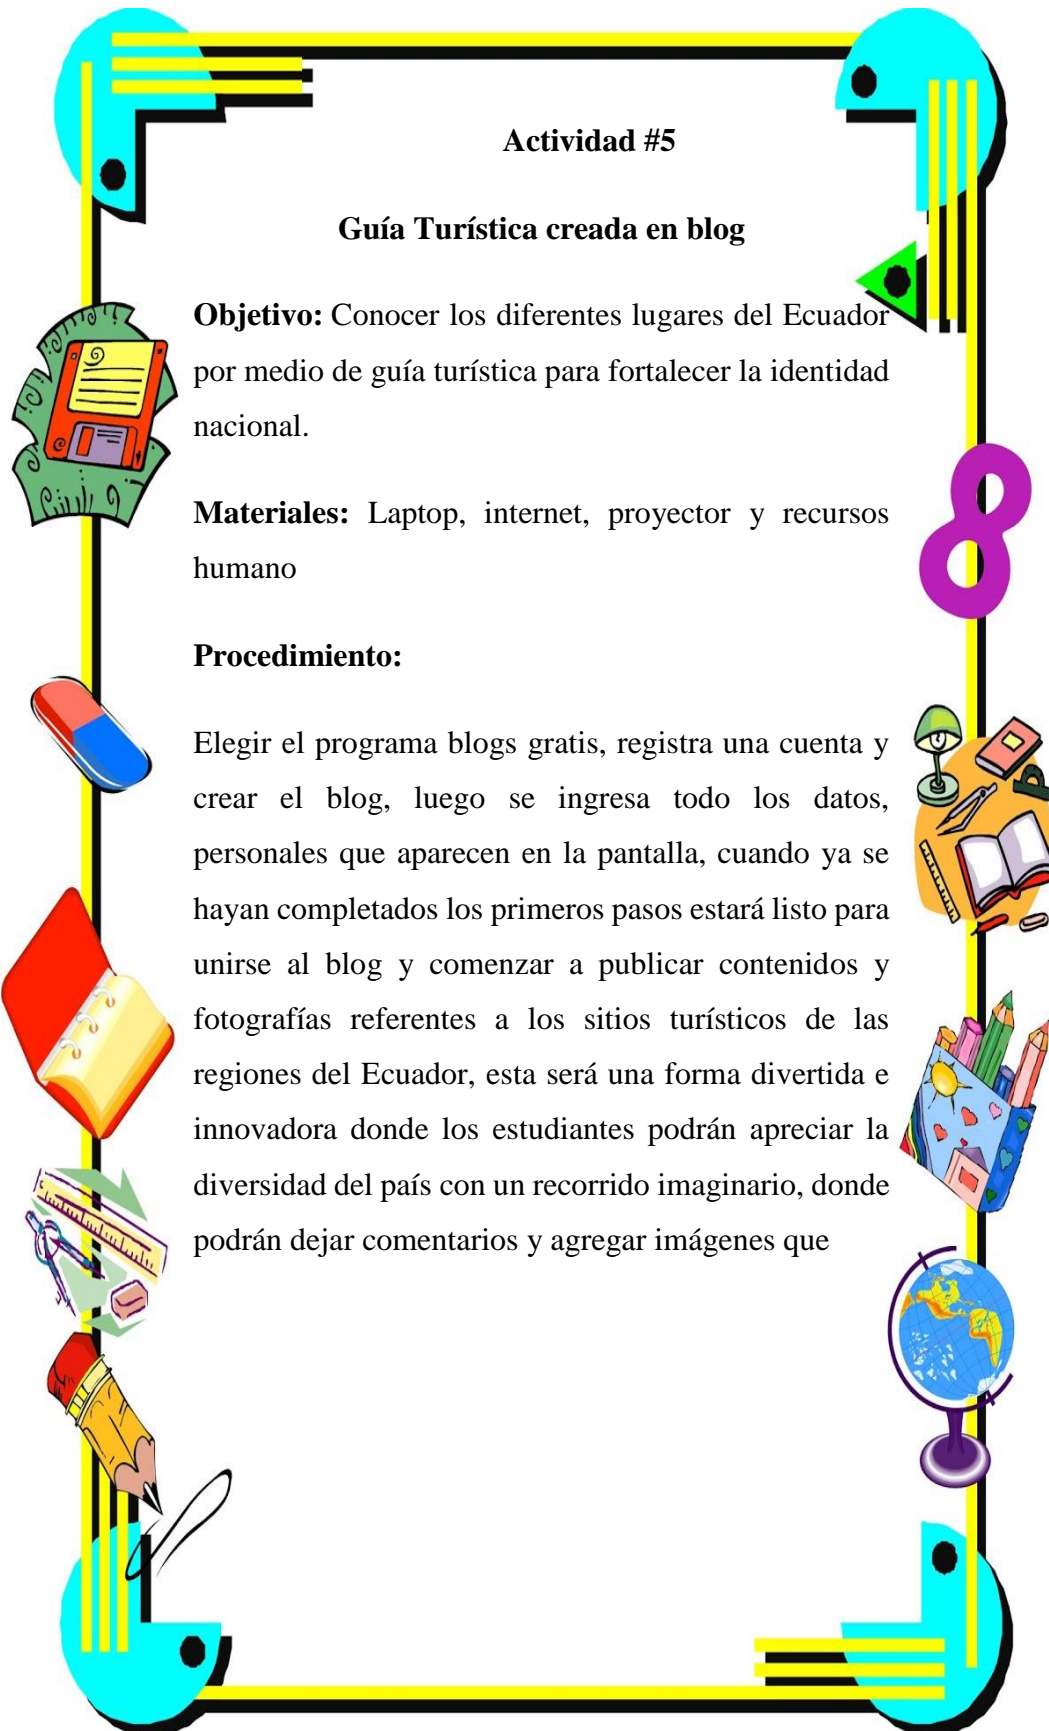 Actividad #5
Guía Turística creada en blog
Objetivo: Conocer los diferentes lugares del Ecuador
por medio de guía turística para fortalecer la identidad
nacional.
8
Materiales: Laptop, internet, proyector y recursos
humano
Procedimiento:
Elegir el programa blogs gratis, registra una cuenta y
crear el blog, luego se ingresa todo los datos,
personales que aparecen en la pantalla, cuando ya se
hayan completados los primeros pasos estará listo para
unirse al blog y comenzar a publicar contenidos y
fotografías referentes a los sitios turísticos de las
regiones del Ecuador, esta será una forma divertida e
innovadora donde los estudiantes podrán apreciar la
diversidad del país con un recorrido imaginario, donde
podrán dejar comentarios y agregar imágenes que